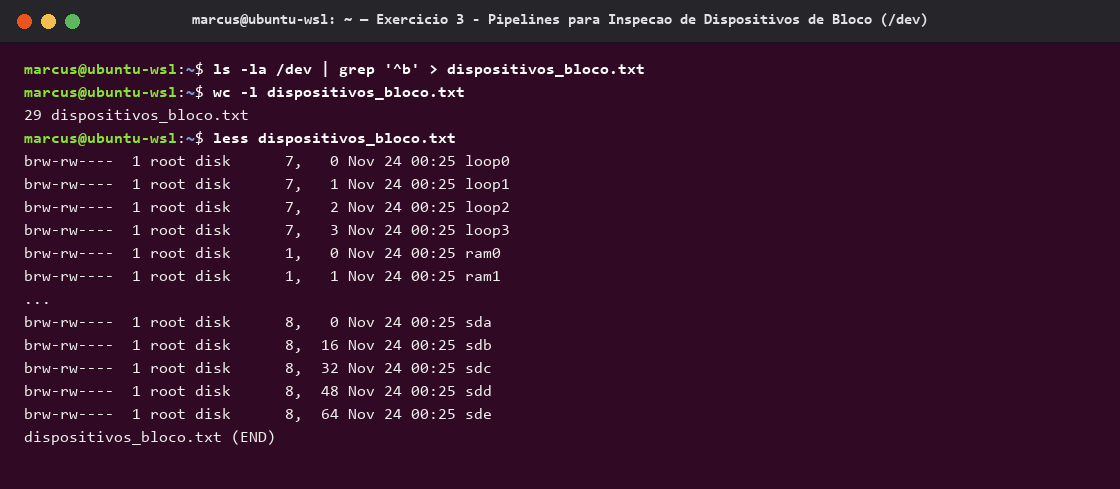 marcus@ubuntu-wsl: ~ — Exercicio 3 - Pipelines para Inspecao de Dispositivos de Bloco (/dev)
marcus@ubuntu-wsl:~$ ls -la /dev | grep '^b' > dispositivos_bloco.txt
marcus@ubuntu-wsl:~$ wc -l dispositivos_bloco.txt
29 dispositivos_bloco.txt
marcus@ubuntu-wsl:~$ less dispositivos_bloco.txt
brw-rw----  1 root disk      7,   0 Nov 24 00:25 loop0
brw-rw----  1 root disk      7,   1 Nov 24 00:25 loop1
brw-rw----  1 root disk      7,   2 Nov 24 00:25 loop2
brw-rw----  1 root disk      7,   3 Nov 24 00:25 loop3
brw-rw----  1 root disk      1,   0 Nov 24 00:25 ram0
brw-rw----  1 root disk      1,   1 Nov 24 00:25 ram1
...
brw-rw----  1 root disk      8,   0 Nov 24 00:25 sda
brw-rw----  1 root disk      8,  16 Nov 24 00:25 sdb
brw-rw----  1 root disk      8,  32 Nov 24 00:25 sdc
brw-rw----  1 root disk      8,  48 Nov 24 00:25 sdd
brw-rw----  1 root disk      8,  64 Nov 24 00:25 sde
dispositivos_bloco.txt (END)